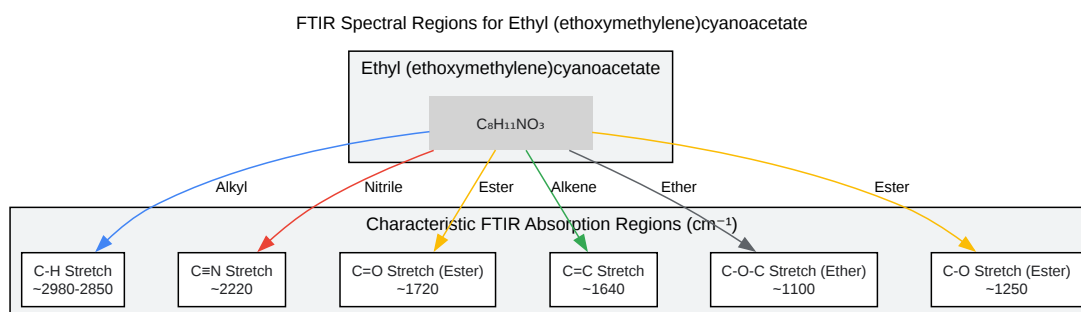 FTIR Spectral Regions for Ethyl (ethoxymethylene)cyanoacetate
Ethyl (ethoxymethylene)cyanoacetate
C₈H₁₁NO₃
Alkyl
Nitrile
Ester
Alkene
Ether
Ester
Characteristic FTIR Absorption Regions (cm⁻¹)
C-H Stretch
~2980-2850
C≡N Stretch
~2220
C=O Stretch (Ester)
~1720
C=C Stretch
~1640
C-O-C Stretch (Ether)
~1100
C-O Stretch (Ester)
~1250